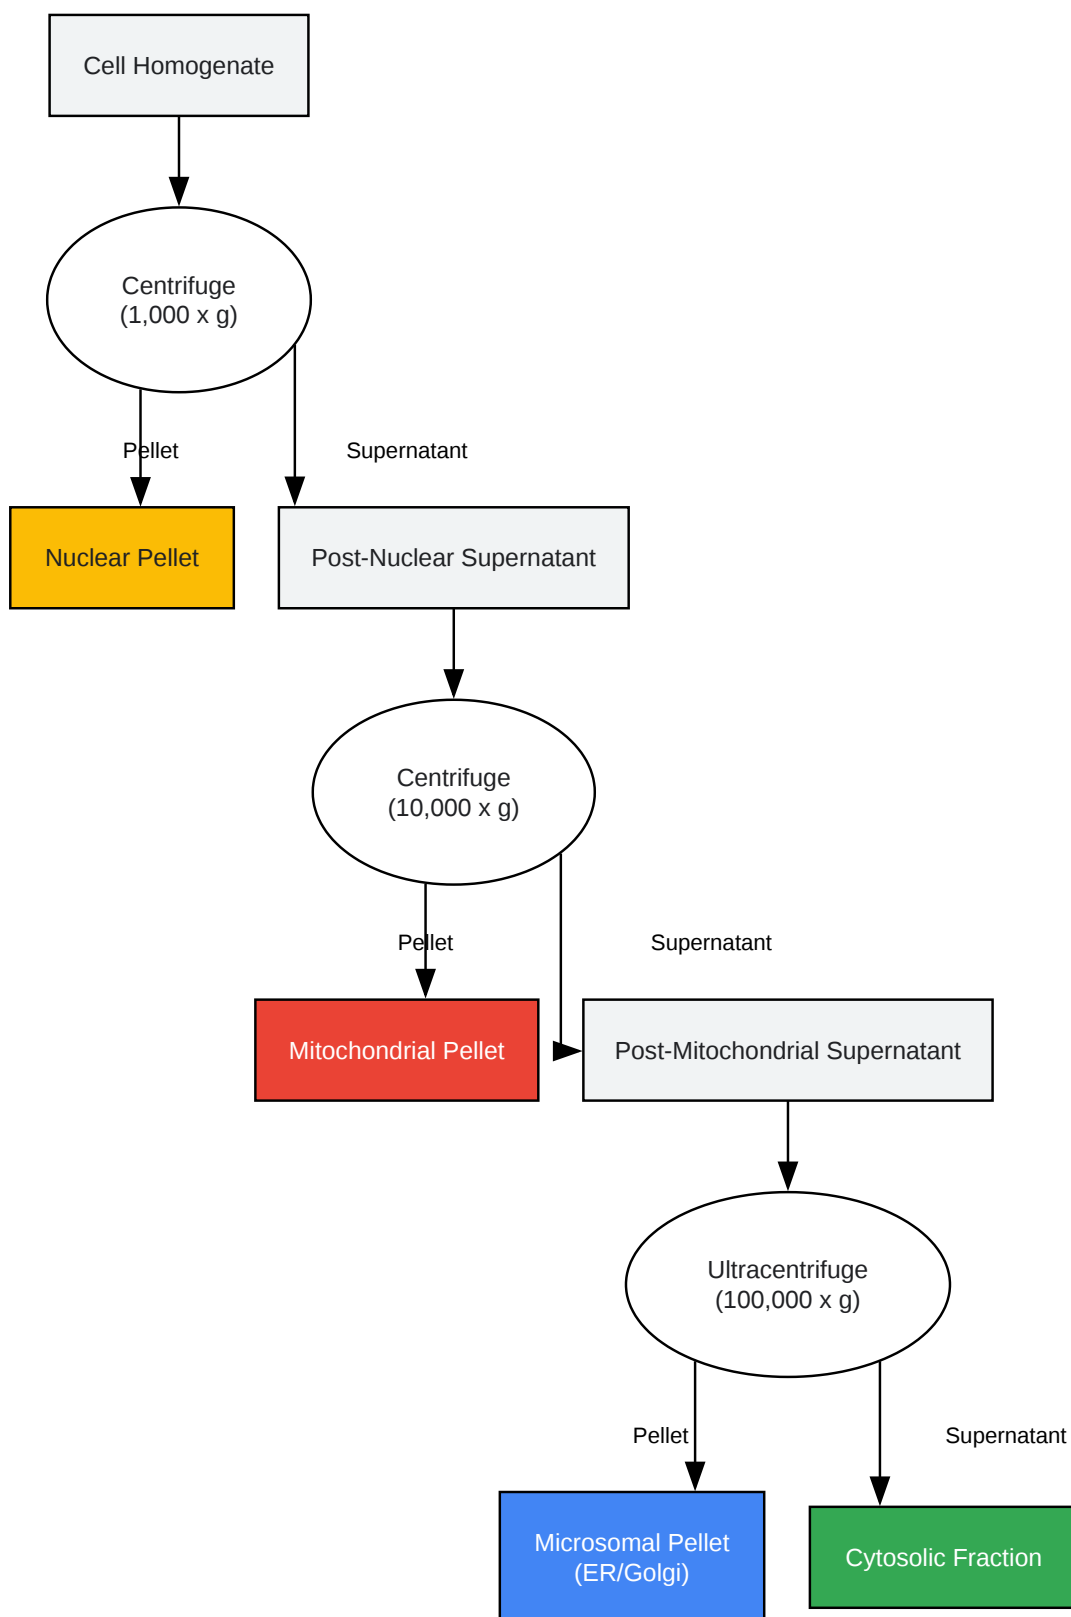 Cell Homogenate
Centrifuge
(1,000 x g)
Pellet
Supernatant
Nuclear Pellet
Post-Nuclear Supernatant
Centrifuge
(10,000 x g)
Pellet
Supernatant
Mitochondrial Pellet
Post-Mitochondrial Supernatant
Ultracentrifuge
(100,000 x g)
Pellet
Supernatant
Microsomal Pellet
(ER/Golgi)
Cytosolic Fraction